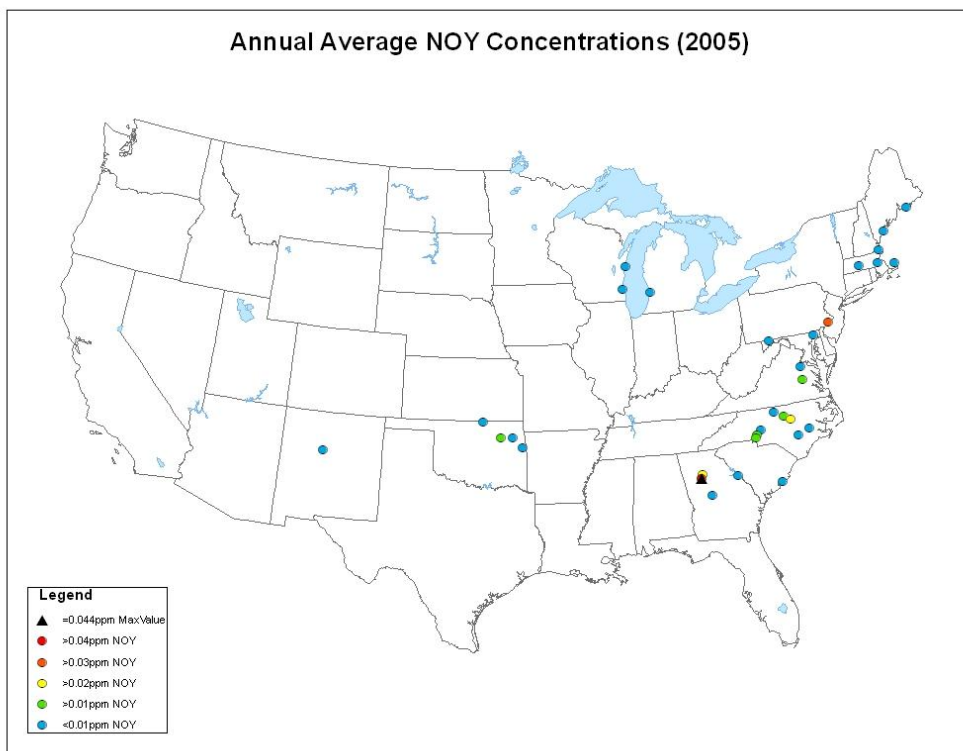 Annual Average NOY Concentrations (2005)
Legend
=0.044ppm MaxValue
>0.04ppm NOY
>0.03ppm NOY
>0.02ppm NOY
>0.01ppm NOY
<0.01ppm NOY